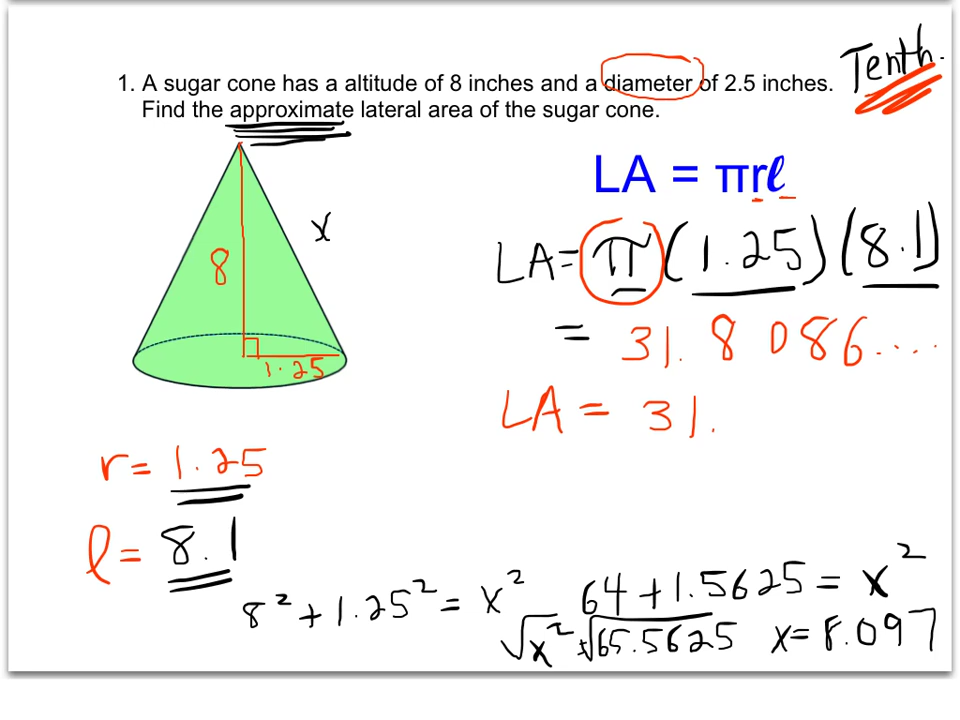 Tenth.
1. A sugar cone has a altitude of 8 inches and a diameter of 2.5 inches.
Find the approximate lateral area of the sugar cone.
LA = πrℓ
x
8
LA = π (1.25) (8.1)
= 31.8086....
1.25
LA = 31.
r = 1.25
ℓ = 8.1
8² + 1.25² = x²
64 + 1.5625 = x²
√x² ±√65.5625 x = 8.097